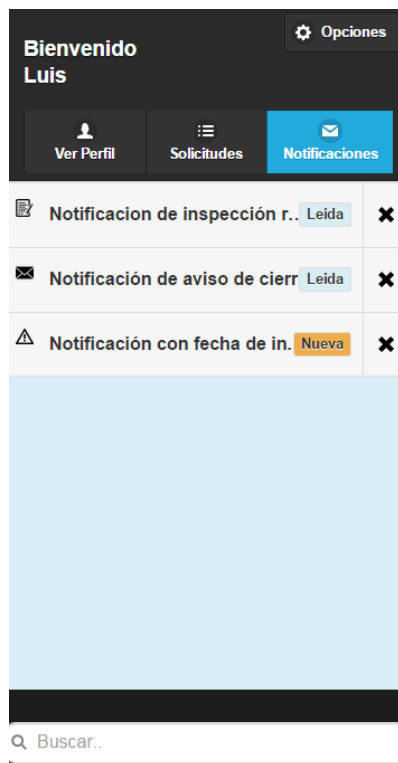 Opciones
Bienvenido
Luis
Ver Perfil
Solicitudes
Notificaciones
Notificacion de inspección r.. Leida
Notificación de aviso de cierr Leida
Notificación con fecha de in. Nueva
Buscar..